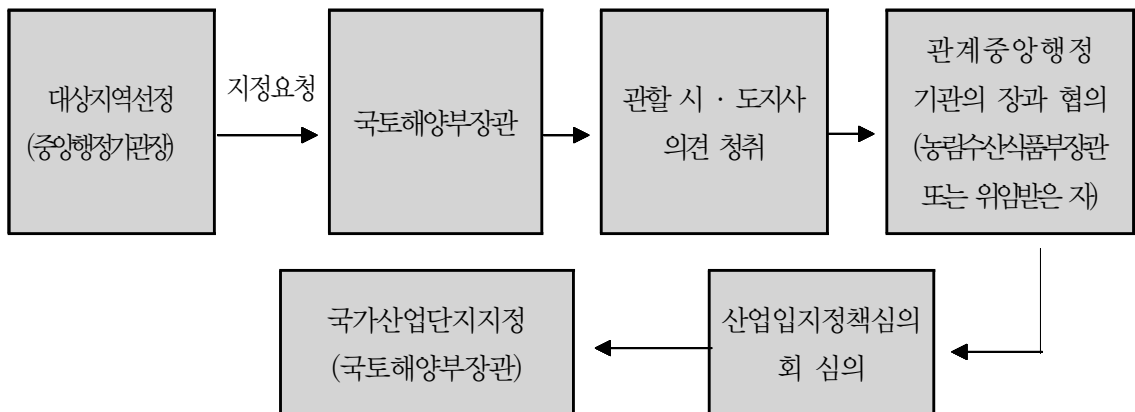 대상지역선정
(중앙행정기관장)
지정요청
국토해양부장관
관할 시 · 도지사
의견 청취
관계중앙행정
기관의 장과 협의
(농림수산식품부장관
또는 위임받은 자)
국가산업단지지정
(국토해양부장관)
산업입지정책심의
회 심의